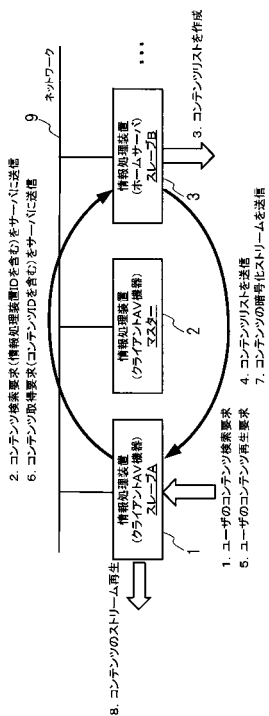 2. コンテンツ検索要求(情報処理装置IDを含む)をサーバに送信
6. コンテンツ取得要求(コンテンツIDを含む)をサーバに送信
ネットワーク
9
情報処理装置
(クライアントAV機器)
スレーブA
1
情報処理装置
(クライアントAV機器)
マスター
2
情報処理装置
(ホームサーバ)
スレーブB
3
...
8. コンテンツのストリーム再生
1. ユーザのコンテンツ検索要求
5. ユーザのコンテンツ再生要求
4. コンテンツリストを送信
7. コンテンツの暗号化ストリームを送信
3. コンテンツリストを作成